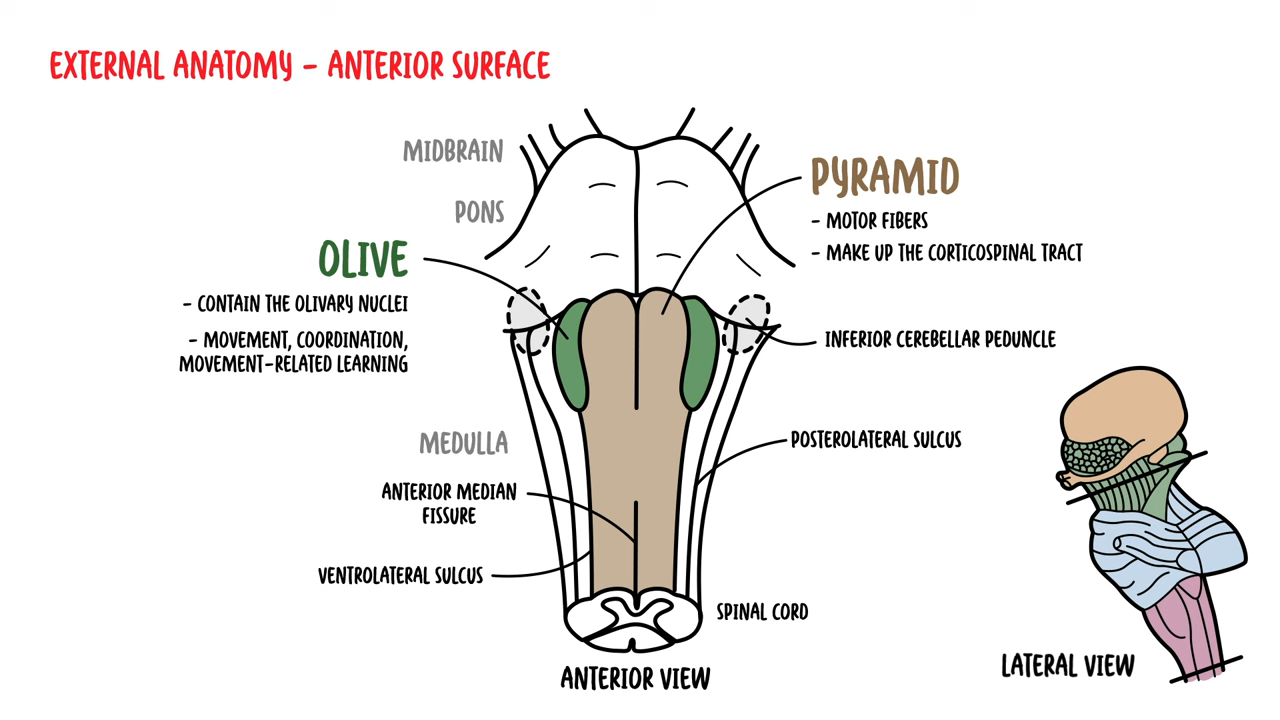 EXTERNAL ANATOMY - ANTERIOR SURFACE
MIDBRAIN
PONS
OLIVE
- CONTAIN THE OLIVARY NUCLEI
- MOVEMENT, COORDINATION,
MOVEMENT-RELATED LEARNING
PYRAMID
- MOTOR FIBERS
- MAKE UP THE CORTICOSPINAL TRACT
INFERIOR CEREBELLAR PEDUNCLE
MEDULLA
POSTEROLATERAL SULCUS
ANTERIOR MEDIAN
FISSURE
VENTROLATERAL SULCUS
SPINAL CORD
ANTERIOR VIEW
LATERAL VIEW